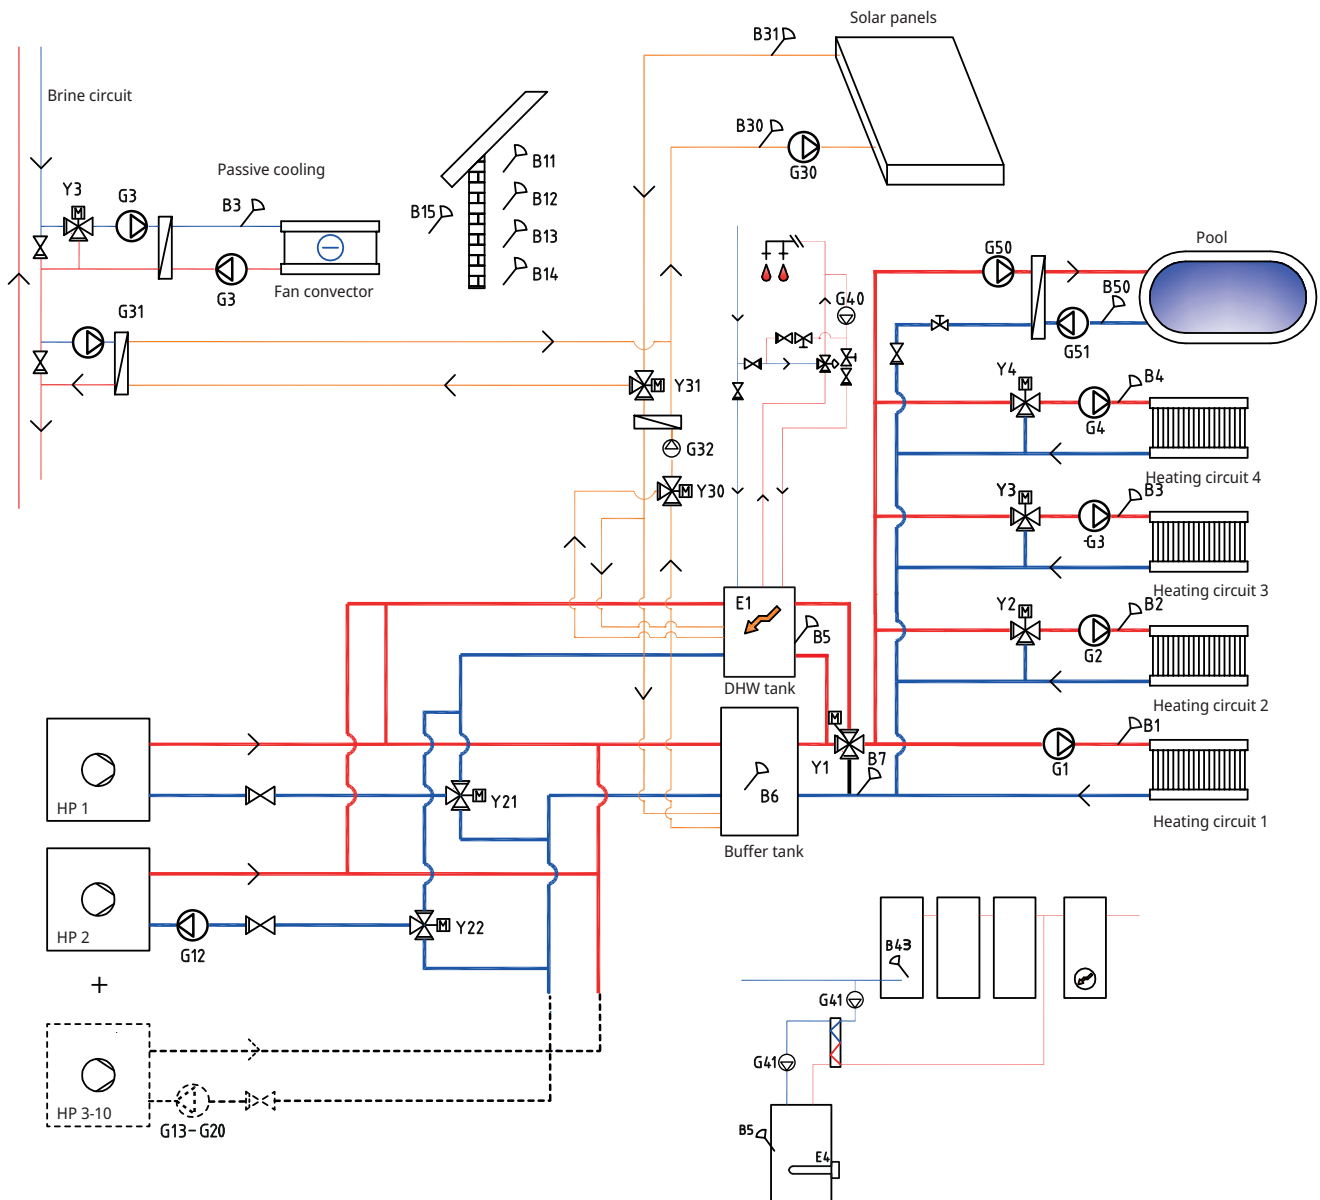 Solar panels
B31
Brine circuit
B30
G30
Passive cooling
Y3
G3
B3
B11
B12
B15
B13
B14
G3
Fan convector
G31
G50
Pool
B50
G40
G51
Y31
Y4
B4
G4
G32
Heating circuit 4
Y30
Y3
B3
-G3
Heating circuit 3
E1
B5
Y2
B2
G2
DHW tank
Heating circuit 2
M
M
M
M
M
M
M
M
M
Y1
B7
B1
G1
HP 1
Y21
B6
Heating circuit 1
Buffer tank
HP 2
G12
Y22
B43
+
G41
G41
HP 3-10
G13-G20
B5
E4